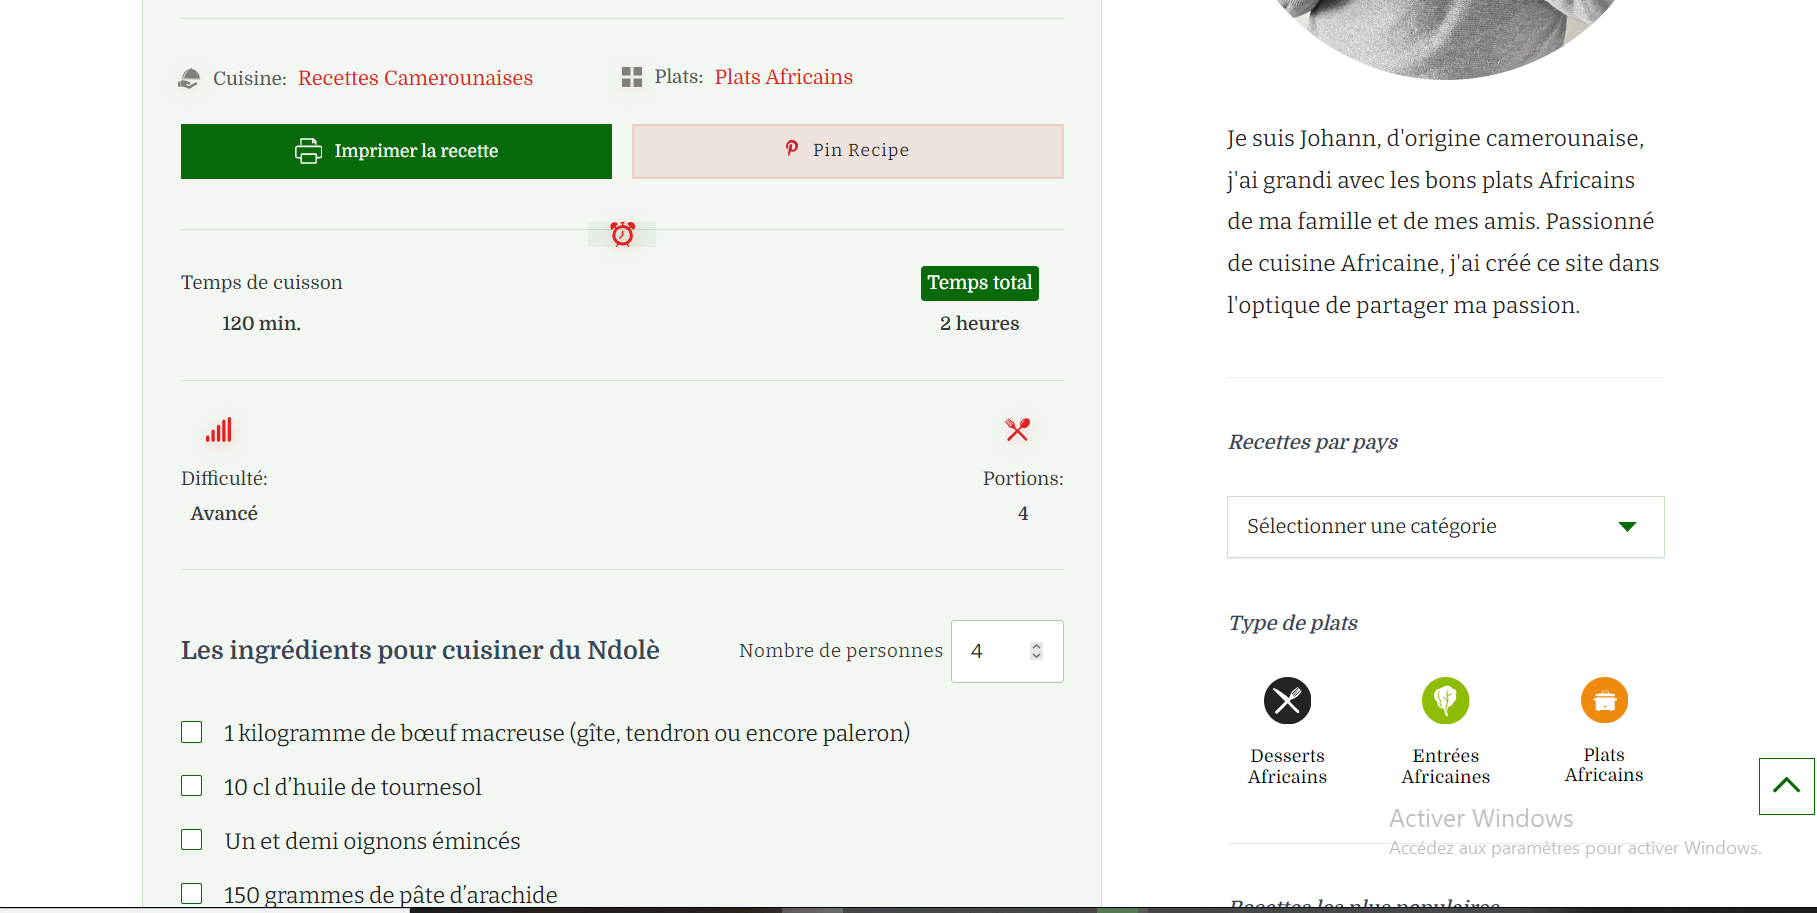 Cuisine: Recettes Camerounaises
Plats: Plats Africains
Imprimer la recette
Pin Recipe
Temps de cuisson
120 min.
Temps total
2 heures
Difficulté:
Avancé
Portions:
4
Les ingrédients pour cuisiner du Ndolè
Nombre de personnes 4
1 kilogramme de bœuf macreuse (gîte, tendron ou encore paleron)
10 cl d’huile de tournesol
Un et demi oignons émincés
150 grammes de pâte d’arachide
Je suis Johann, d'origine camerounaise,
j'ai grandi avec les bons plats Africains
de ma famille et de mes amis. Passionné
de cuisine Africaine, j'ai créé ce site dans
l'optique de partager ma passion.
Recettes par pays
Sélectionner une catégorie
Type de plats
Desserts
Africains
Entrées
Africaines
Plats
Africains
Activer Windows
Accédez aux paramètres pour activer Windows.
Recettes les plus populaires